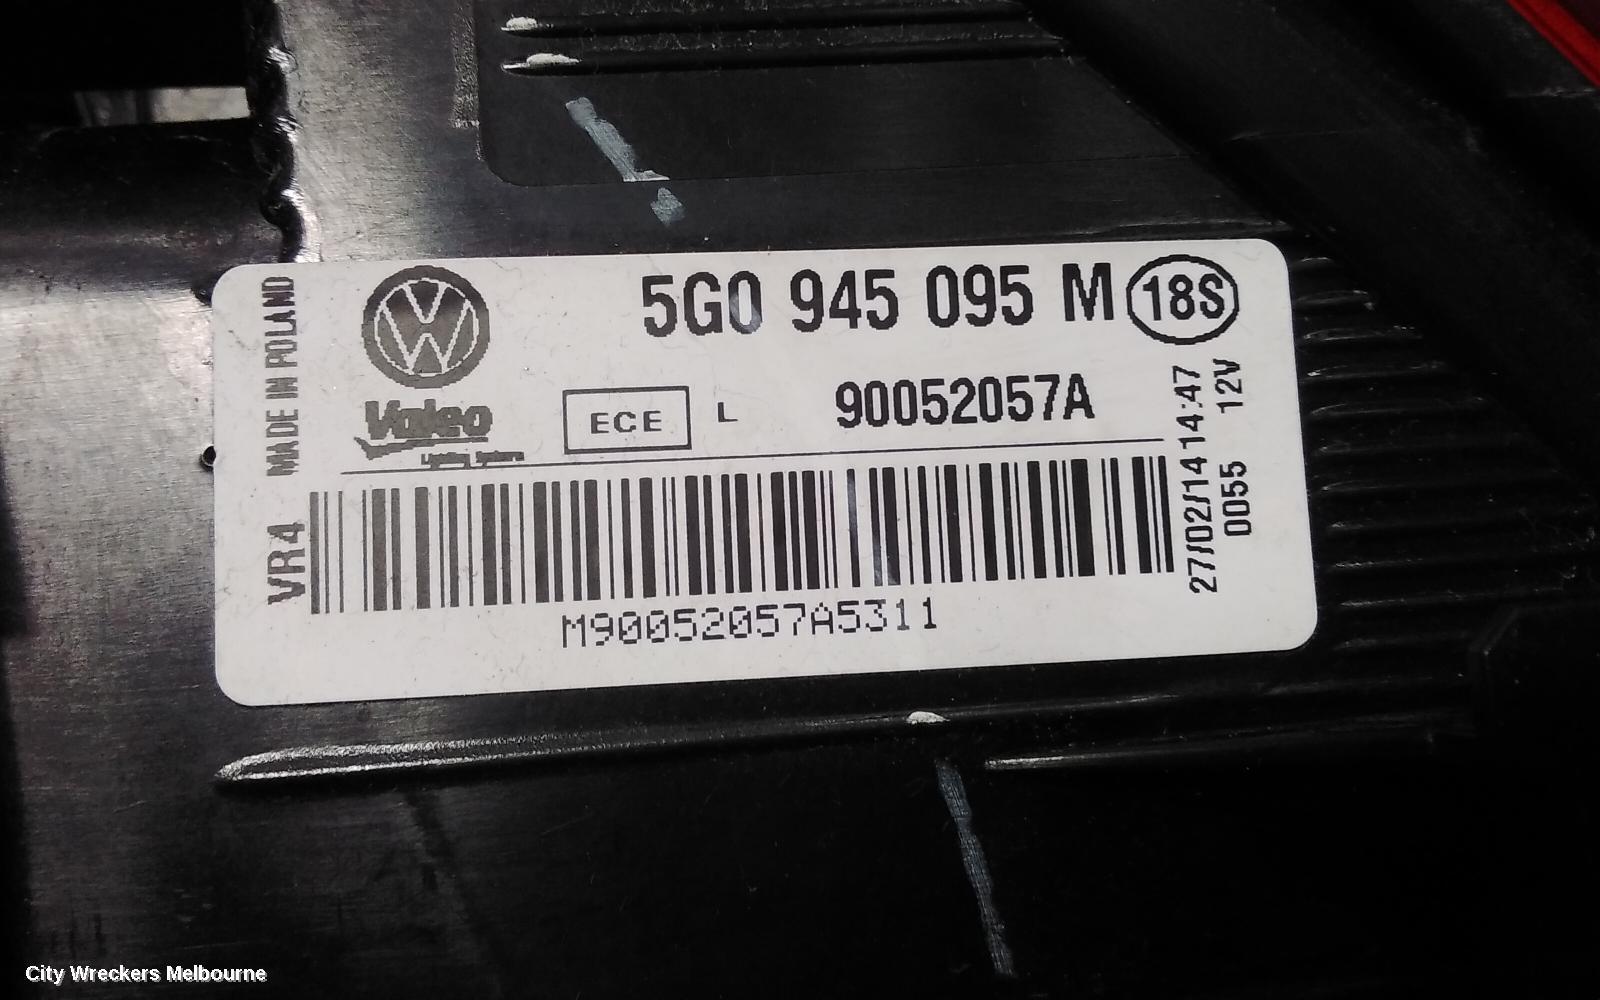 MADE IN POLAND
5G0 945 095 M 18S
Valeo
ECE L 90052057A
VR4
27/02/14 14:47
0055 12V
M90052057A5311
City Wreckers Melbourne